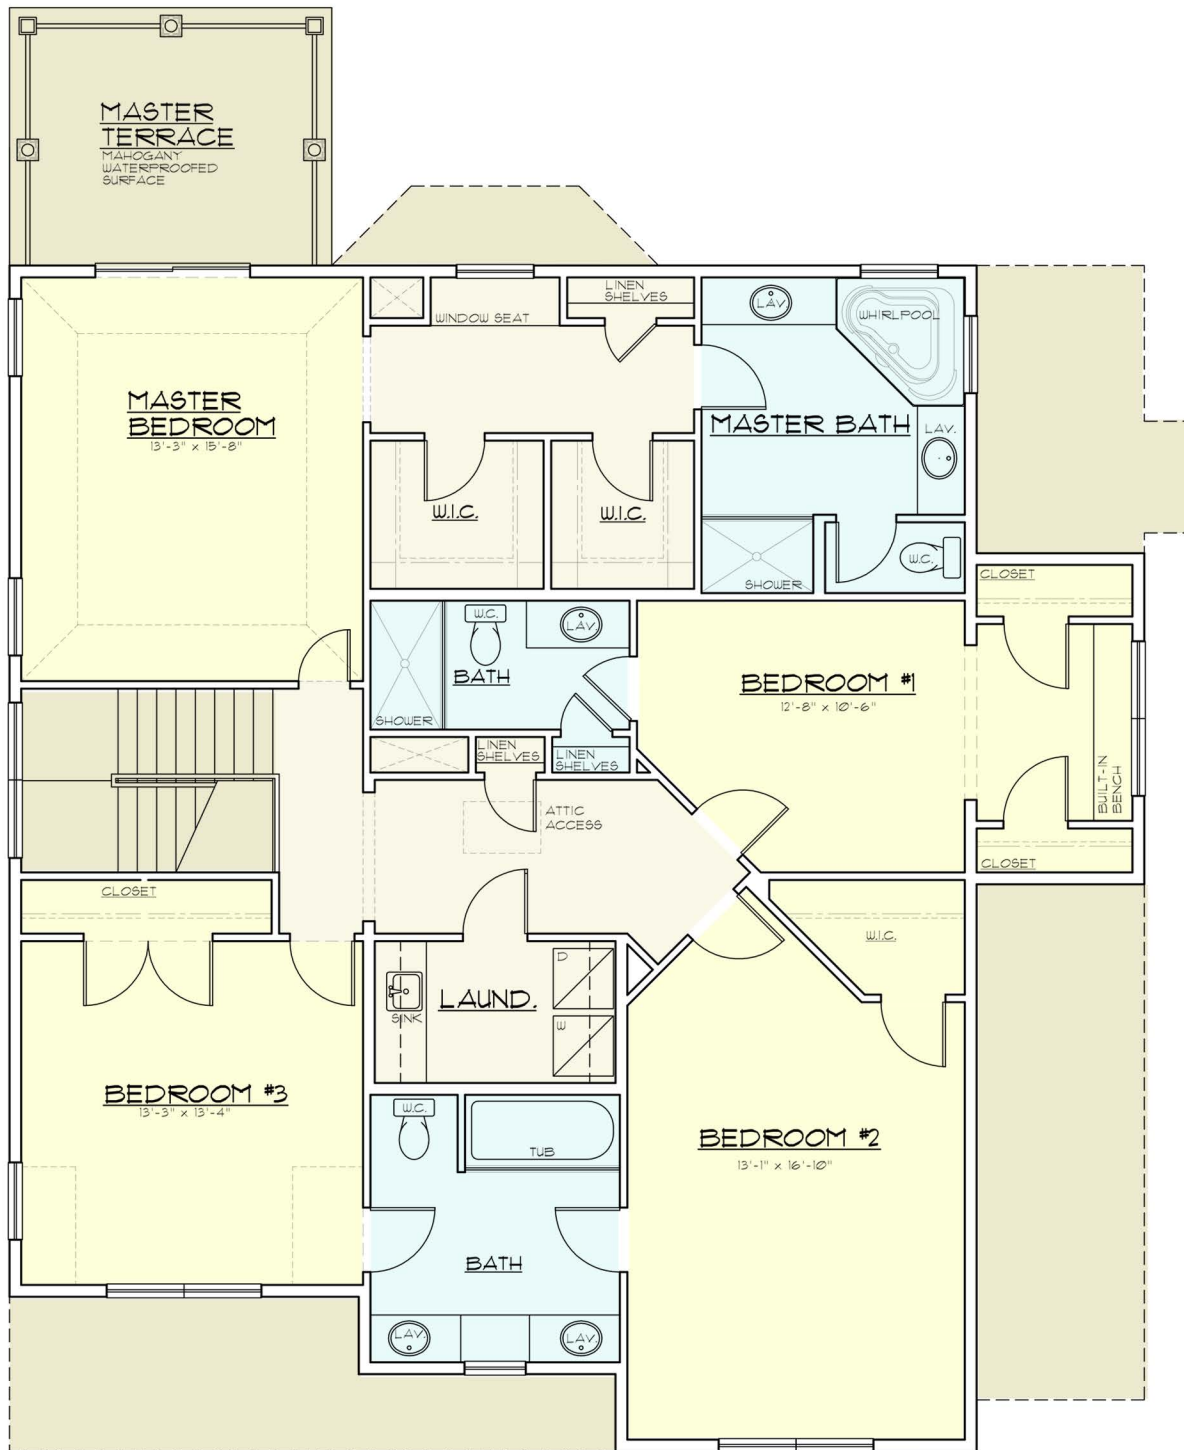 MASTER
TERRACE
MAHOGANY
WATERPROOFED
SURFACE
LINEN
SHELVES
WINDOW SEAT
LAV.
WHIRLPOOL
MASTER
BEDROOM
13'-3" x 15'-8"
MASTER BATH
LAV.
W.I.C.
W.I.C.
SHOWER
W.C.
CLOSET
W.C.
LAV.
BATH
SHOWER
BEDROOM #1
12'-8" x 10'-6"
LINEN
SHELVES
LINEN
SHELVES
BUILT-IN
BENCH
ATTIC
ACCESS
CLOSET
CLOSET
W.I.C.
D
SINK
LAUND.
W
BEDROOM #3
13'-3" x 13'-4"
W.C.
TUB
BEDROOM #2
13'-1" x 16'-10"
BATH
LAV.
LAV.